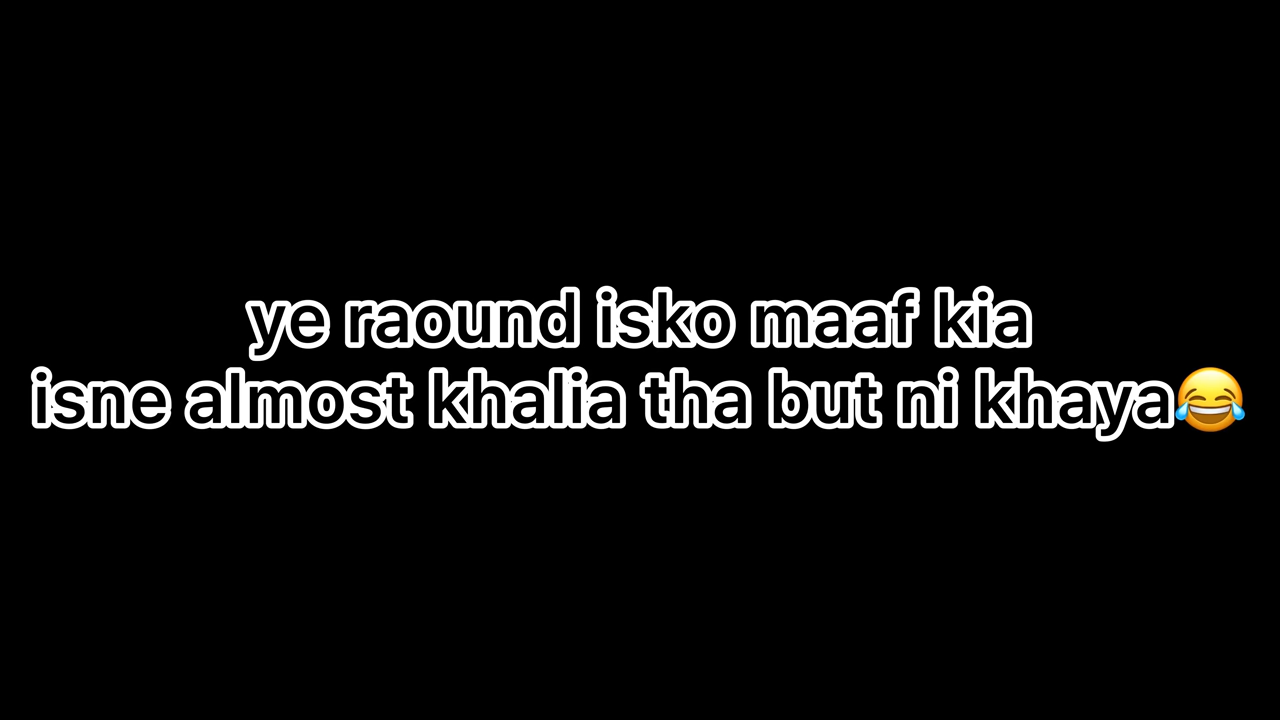 ye raound isko maaf kia
isne almost khalia tha but ni khaya😂